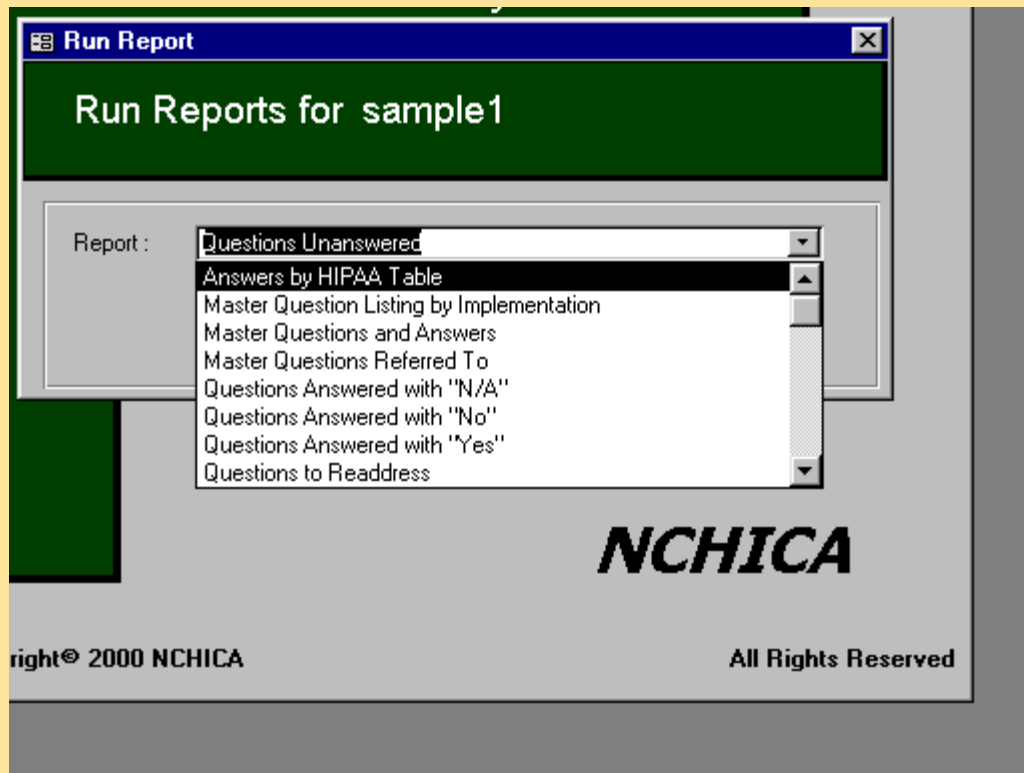 Run Report
Run Reports for sample1
Report :
Questions Unanswered
Answers by HIPAA Table
Master Question Listing by Implementation
Master Questions and Answers
Master Questions Referred To
Questions Answered with "N/A"
Questions Answered with "No"
Questions Answered with "Yes"
Questions to Readdress
NCHICA
right© 2000 NCHICA
All Rights Reserved